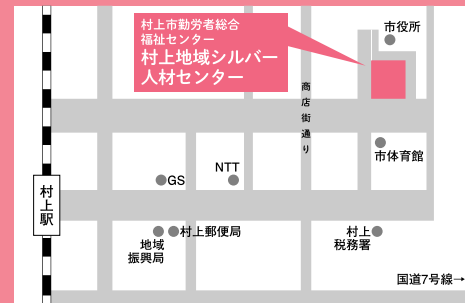 村上市勤労者総合
福祉センター
村上地域シルバー
人材センター
市役所
商店街通り
市体育館
NTT
GS
村上駅
村上郵便局
地域
振興局
村上
税務署
国道7号線→